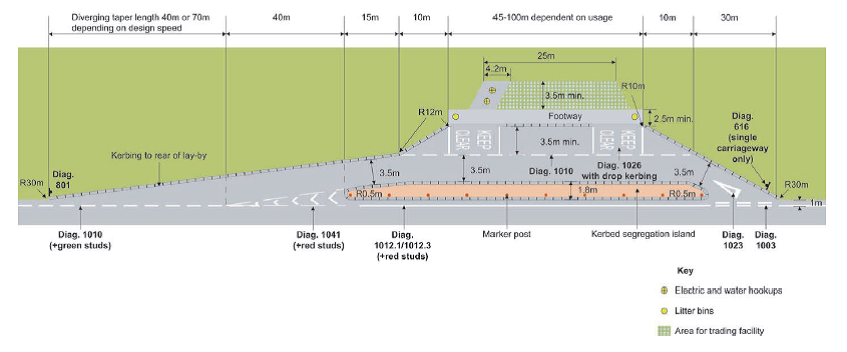 Diverging taper length 40m or 70m
depending on design speed
40m
15m
10m
45-100m dependent on usage
10m
30m
25m
4.2m
3.5m min.
R10m
R12m
Footway
2.5m min.
Diag.
616
(single
carriageway
only)
KEEP
CLEAR
3.5m min.
KEEP
CLEAR
Kerbing to rear of lay-by
Diag.
801
R30m
3.5m
3.5m
Diag. 1010
Diag. 1026
with drop kerbing
3.5m
R30m
R0.5m
1.8m
R0.5m
1m
Diag. 1010
(+green studs)
Diag. 1041
(+red studs)
Diag.
1012.1/1012.3
(+red studs)
Marker post
Kerbed segregation island
Diag.
1023
Diag.
1003
Key
Electric and water hookups
Litter bins
Area for trading facility